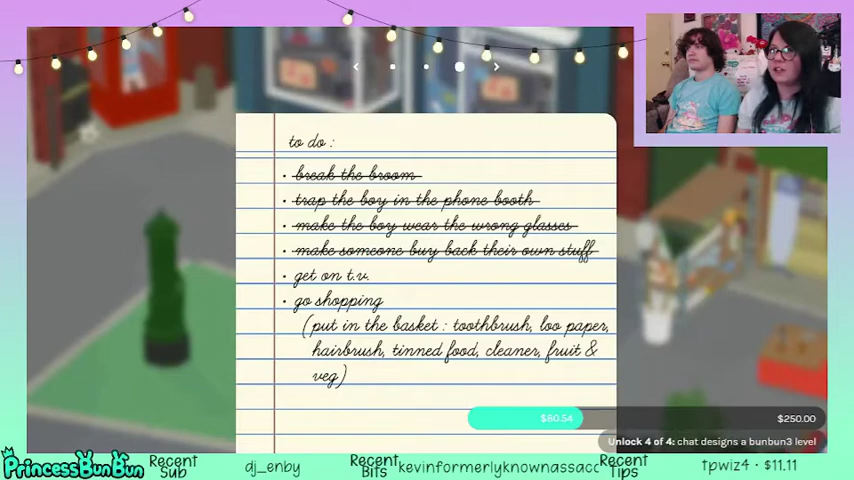 to do :
· break the broom
· trap the boy in the phone booth
· make the boy wear the wrong glasses
· make someone buy back their own stuff
· get on t.v.
· go shopping
(put in the basket : toothbrush, loo paper,
hairbrush, tinned food, cleaner, fruit &
veg)
$80.54 $250.00
Unlock 4 of 4: chat designs a bunbun3 level
PrincessBunBun
Recent Sub
dj_enby
Recent Bits
kevinformerlyknownassacc
Recent Tips
tpwiz4 - $11.11